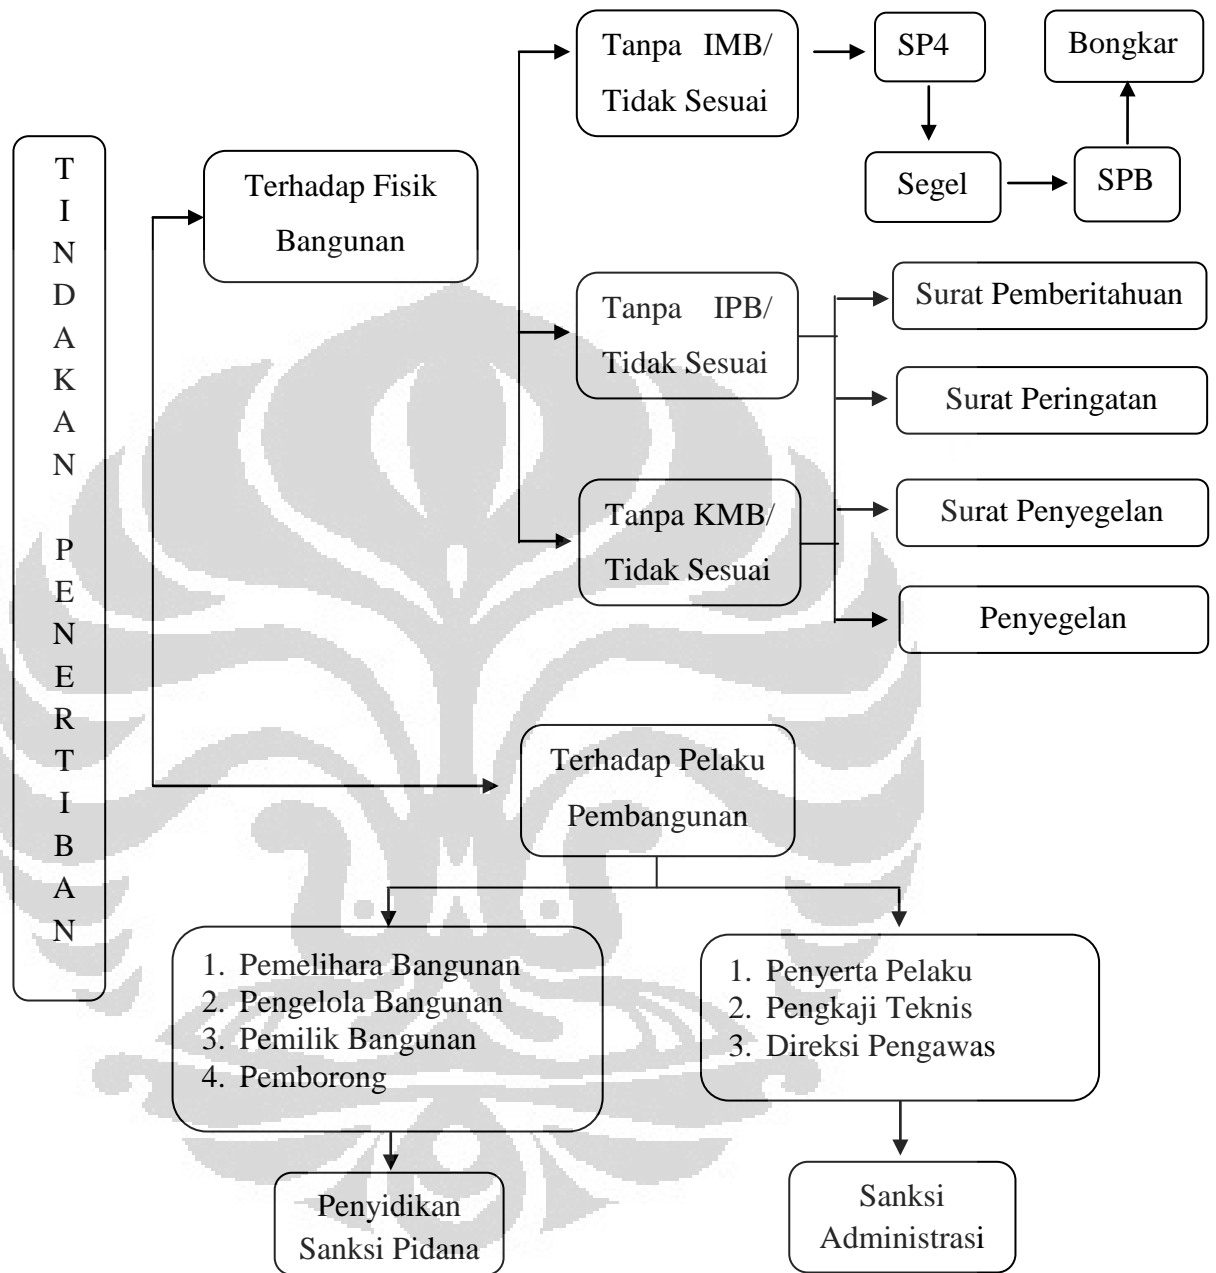 TINDAKAN PENERTIBAN
Terhadap Fisik
Bangunan
Tanpa IMB/
Tidak Sesuai
SP4
Bongkar
Segel
SPB
Tanpa IPB/
Tidak Sesuai
Surat Pemberitahuan
Surat Peringatan
Tanpa KMB/
Tidak Sesuai
Surat Penyegelan
Penyegelan
Terhadap Pelaku
Pembangunan
1. Pemelihara Bangunan
2. Pengelola Bangunan
3. Pemilik Bangunan
4. Pemborong
1. Penyerta Pelaku
2. Pengkaji Teknis
3. Direksi Pengawas
Penyidikan
Sanksi Pidana
Sanksi
Administrasi